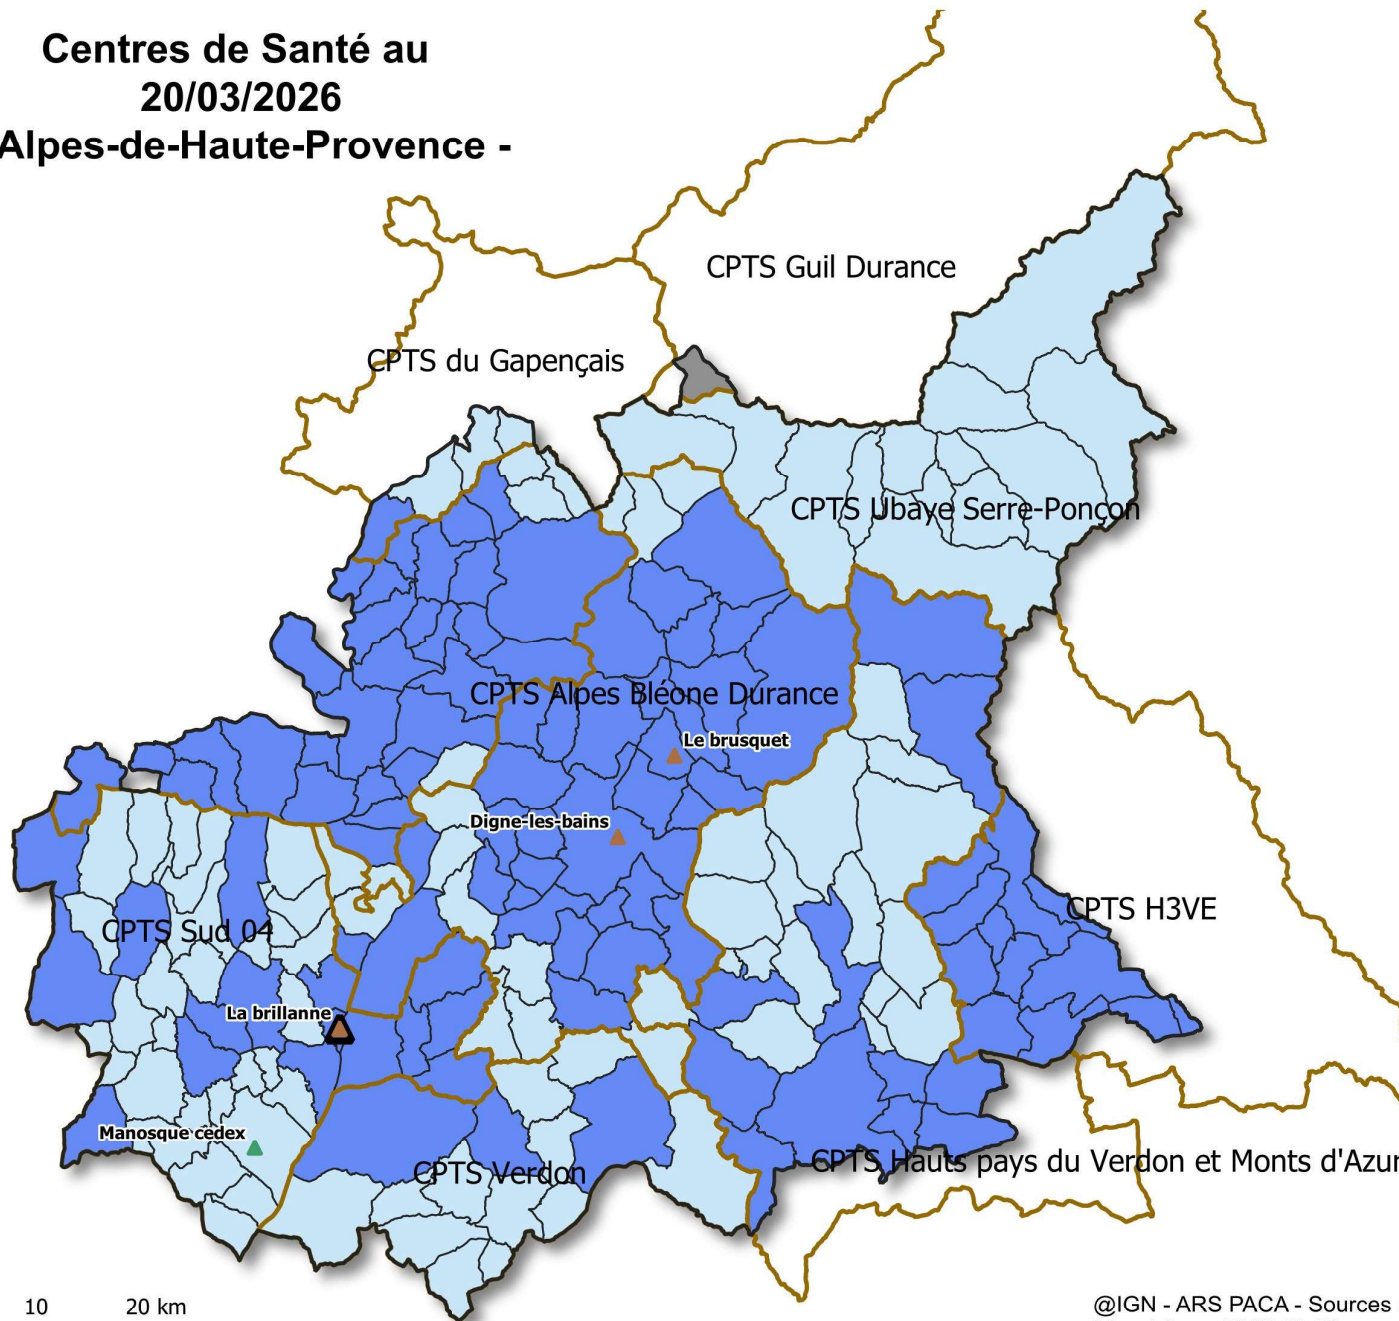 Centres de Santé au
20/03/2026
Alpes-de-Haute-Provence -
CPTS Guil Durance
CPTS du Gapençais
CPTS Ubaye Serre-Ponçon
CPTS Alpes Bléone Durance
Le brusquet
Digne-les-bains
CPTS H3VE
CPTS Sud 04
La brillanne
Manosque cedex
CPTS Verdon
CPTS Hauts pays du Verdon et Monts d'Azur
10 20 km
@IGN - ARS PACA - Sources